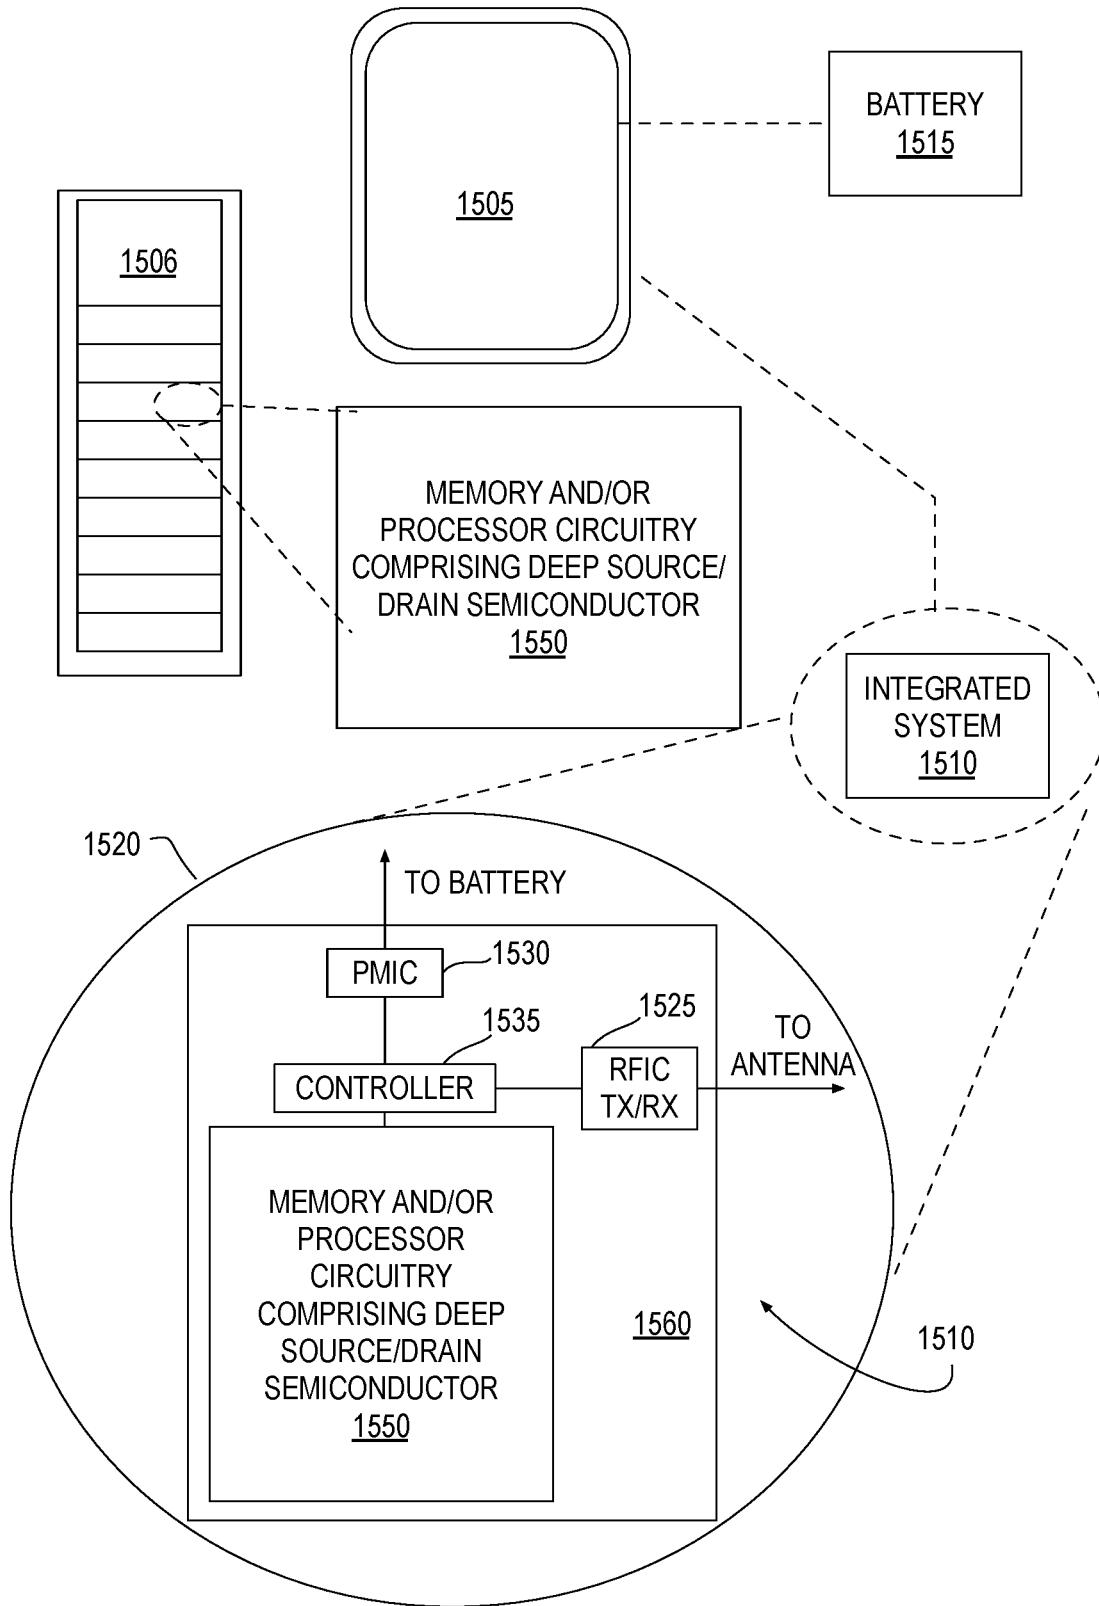 BATTERY
1515
1505
1506
MEMORY AND/OR
PROCESSOR CIRCUITRY
COMPRISING DEEP SOURCE/
DRAIN SEMICONDUCTOR
1550
INTEGRATED
SYSTEM
1510
1520
TO BATTERY
PMIC
1530
1535
1525
CONTROLLER
RFIC
TX/RX
TO
ANTENNA
MEMORY AND/OR
PROCESSOR
CIRCUITRY
COMPRISING DEEP
SOURCE/DRAIN
SEMICONDUCTOR
1550
1560
1510